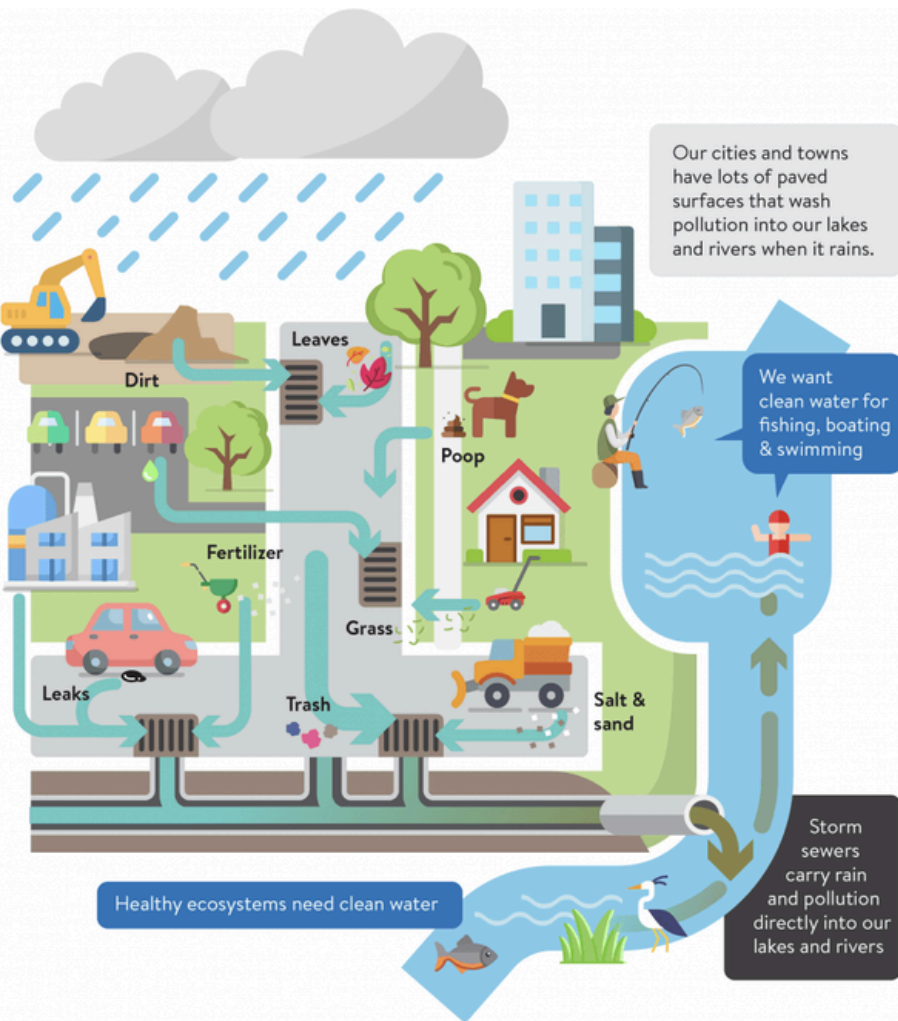 Our cities and towns
have lots of paved
surfaces that wash
pollution into our lakes
and rivers when it rains.
Leaves
Dirt
We want
clean water for
fishing, boating
& swimming
Poop
Fertilizer
Grass
Leaks
Trash
Salt &
sand
Storm
sewers
carry rain
and pollution
directly into our
lakes and rivers
Healthy ecosystems need clean water